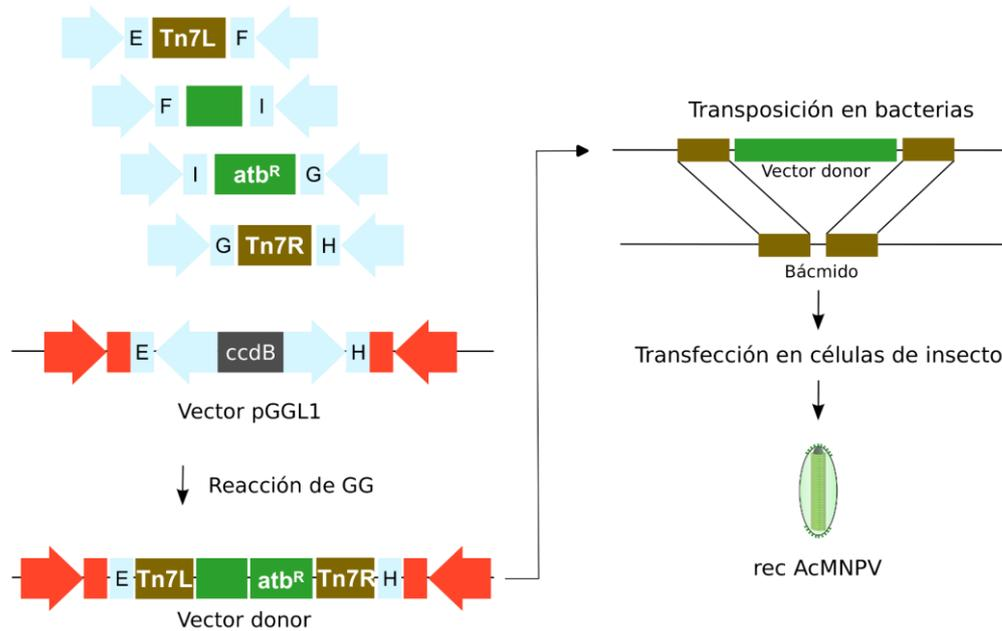 E Tn7L F
F I
I atbR G
G Tn7R H
E ccdB H
Vector pGGL1
Reacción de GG
E Tn7L atbR Tn7R H
Vector donor
Transposición en bacterias
Vector donor
Bácmido
Transfección en células de insecto
rec AcMNPV